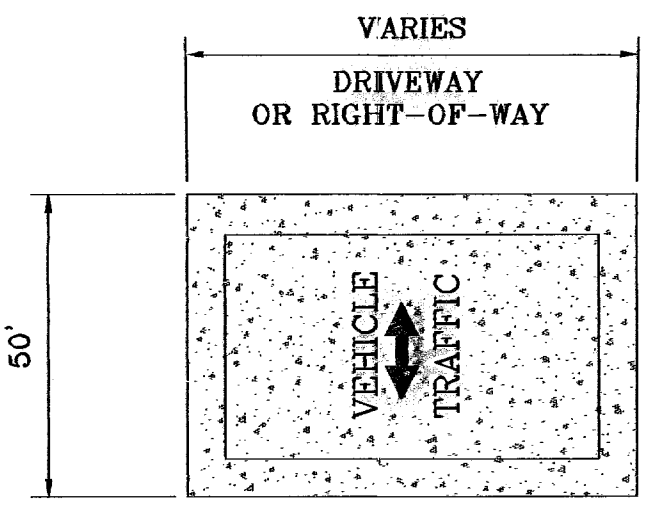 VARIES
DRIVEWAY
OR RIGHT-OF-WAY
50'
VEHICLE
TRAFFIC